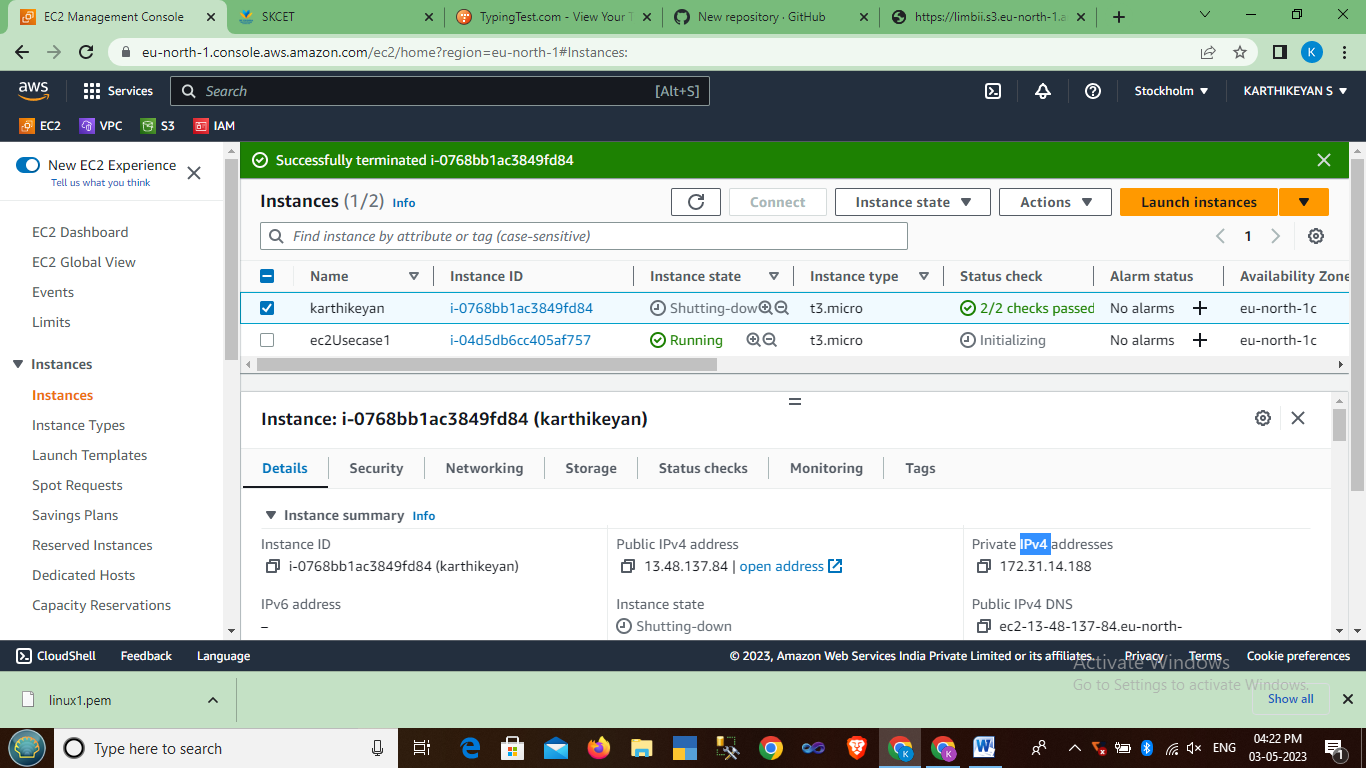 EC2 Management Console
SKCET
TypingTest.com - View Your T
New repository · GitHub
https://limbii.s3.eu-north-1.a
eu-north-1.console.aws.amazon.com/ec2/home?region=eu-north-1#Instances:
K
aws
Services
Search
[Alt+S]
Stockholm
KARTHIKEYAN S
EC2
VPC
S3
IAM
New EC2 Experience
Tell us what you think
EC2 Dashboard
EC2 Global View
Events
Limits
Instances
Instances
Instance Types
Launch Templates
Spot Requests
Savings Plans
Reserved Instances
Dedicated Hosts
Capacity Reservations
Successfully terminated i-0768bb1ac3849fd84
Instances (1/2) Info
Connect
Instance state
Actions
Launch instances
Find instance by attribute or tag (case-sensitive)
1
Name Instance ID Instance state Instance type Status check Alarm status Availability Zone
karthikeyan i-0768bb1ac3849fd84 Shutting-dow t3.micro 2/2 checks passed No alarms eu-north-1c
ec2Usecase1 i-04d5db6cc405af757 Running t3.micro Initializing No alarms eu-north-1c
Instance: i-0768bb1ac3849fd84 (karthikeyan)
Details Security Networking Storage Status checks Monitoring Tags
Instance summary Info
Instance ID
i-0768bb1ac3849fd84 (karthikeyan)
Public IPv4 address
13.48.137.84 | open address
Private IPv4 addresses
172.31.14.188
IPv6 address
–
Instance state
Shutting-down
Public IPv4 DNS
ec2-13-48-137-84.eu-north-
CloudShell Feedback Language
© 2023, Amazon Web Services India Private Limited or its affiliates. Privacy Terms Cookie preferences
Activate Windows
Go to Settings to activate Windows.
linux1.pem
Show all
Type here to search
ENG
04:22 PM
03-05-2023
1